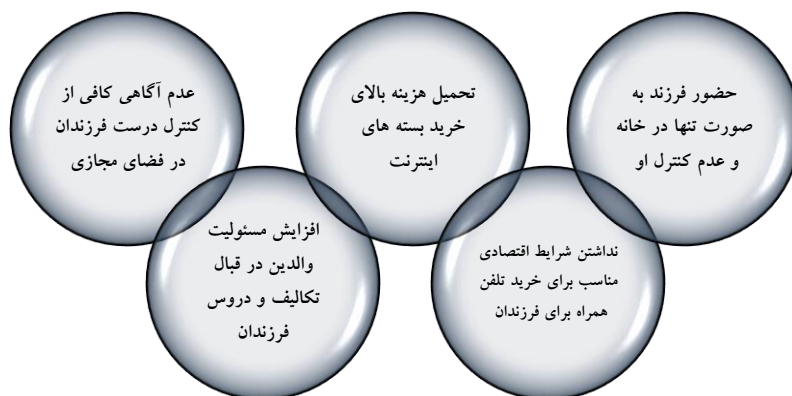 حضور فرزند به
صورت تنها در خانه
و عدم کنترل او
نداشتن شرایط اقتصادی
مناسب برای خرید تلفن
همراه برای فرزندان
تحمیل هزینه بالای
خرید بسته های
اینترنت
افزایش مسئولیت
والدین در قبال
تکالیف و دروس
فرزندان
عدم آگاهی کافی از
کنترل درست فرزندان
در فضای مجازی